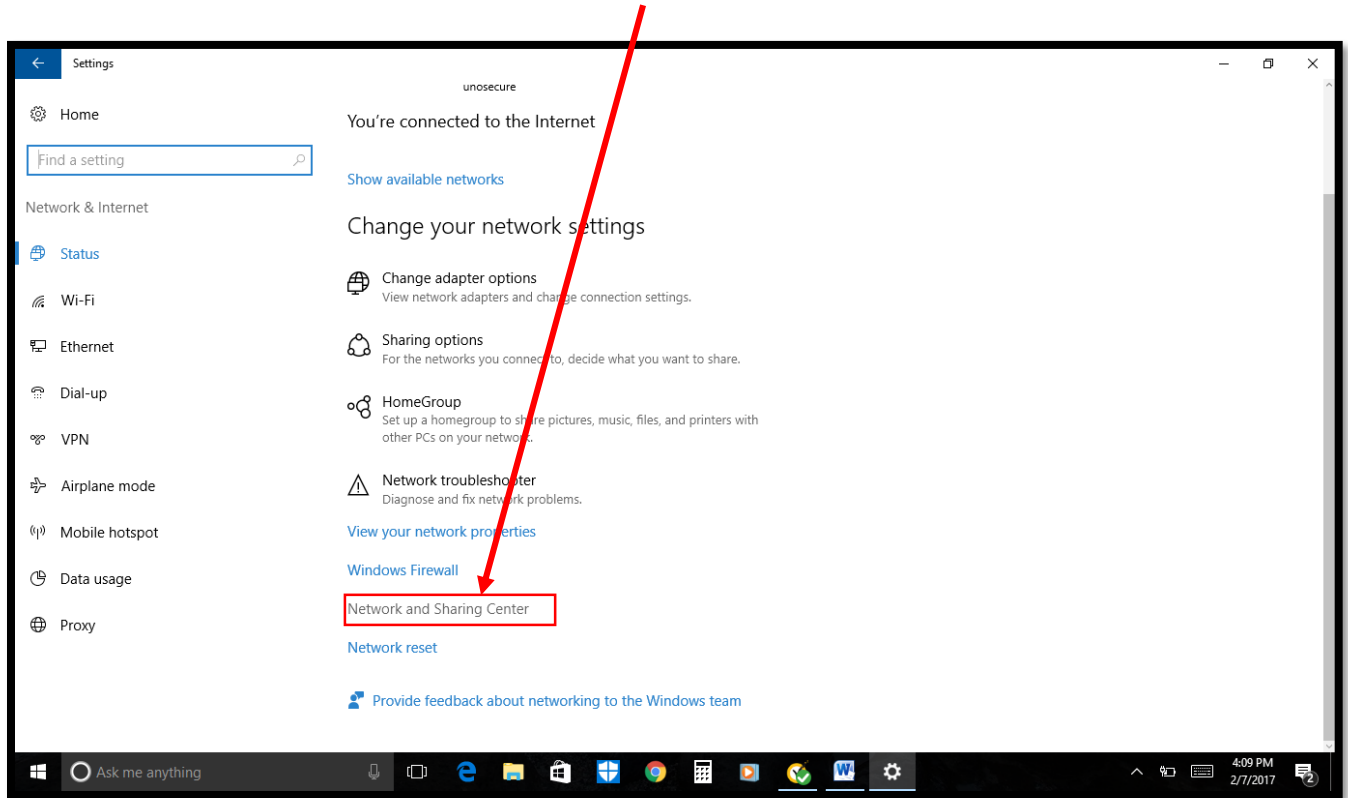 Settings
unosecure
Home
You're connected to the Internet
Find a setting
Show available networks
Network & Internet
Change your network settings
Status
Change adapter options
View network adapters and change connection settings.
Wi-Fi
Sharing options
For the networks you connect to, decide what you want to share.
Ethernet
Dial-up
HomeGroup
Set up a homegroup to share pictures, music, files, and printers with
other PCs on your network.
VPN
Airplane mode
Network troubleshooter
Diagnose and fix network problems.
Mobile hotspot
View your network properties
Data usage
Windows Firewall
Network and Sharing Center
Proxy
Network reset
Provide feedback about networking to the Windows team
Ask me anything
4:09 PM
2/7/2017
2